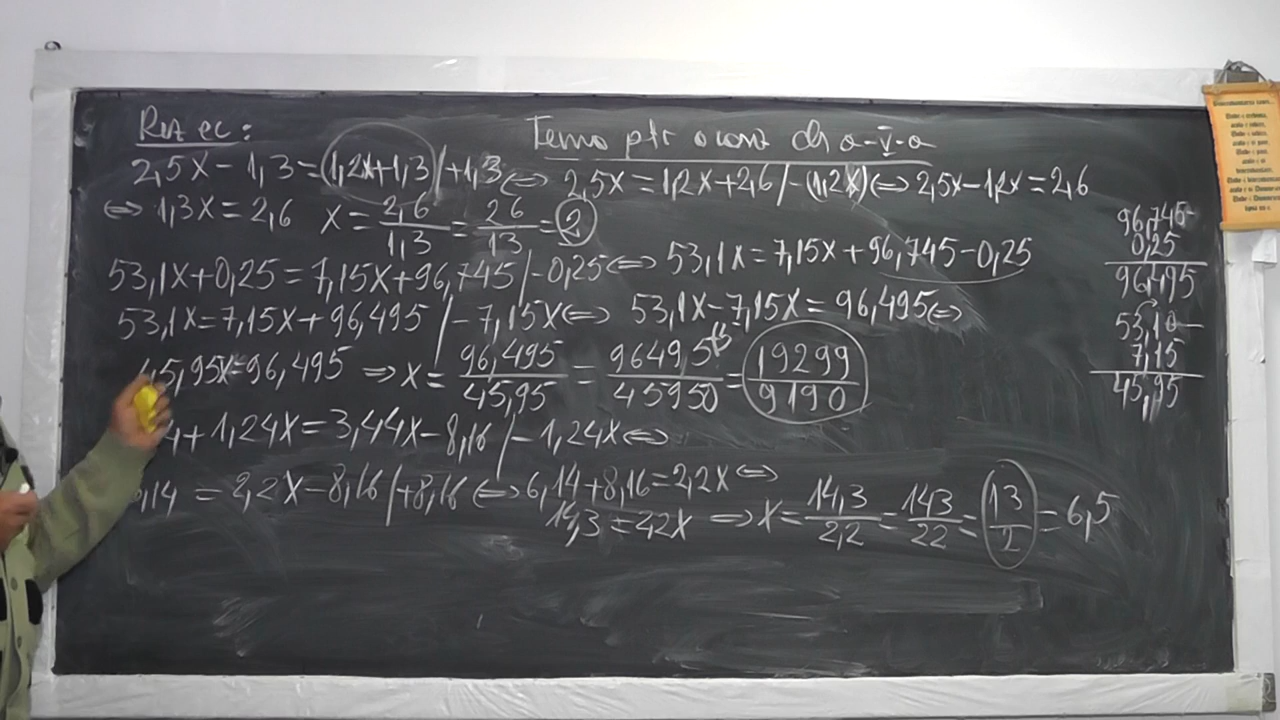 Rez ec:
Tema ptr acasă cls a-V-a
2,5x - 1,3 = 1,2x + 1,3 / + 1,3 ⇔ 2,5x = 1,2x + 2,6 / - (1,2x) ⇔ 2,5x - 1,2x = 2,6
⇔ 1,3x = 2,6 x = 2,6/1,3 = 26/13 = 2
53,1x + 0,25 = 7,15x + 96,745 / - 0,25 ⇔ 53,1x = 7,15x + 96,745 - 0,25
53,1x = 7,15x + 96,495 / - 7,15x ⇔ 53,1x - 7,15x = 96,495 ⇔
45,95x = 96,495 ⇒ x = 96,495/45,95 = 96495/45950 = 19299/9190
4 + 1,24x = 3,44x - 8,16 / - 1,24x ⇔
,14 = 2,2x - 8,16 / + 8,16 ⇔ 6,14 + 8,16 = 2,2x ⇔
14,3 = 22x ⇒ x = 14,3/2,2 = 143/22 = 13/2 = 6,5
96,745 -
0,25
96,495
53,10 -
7,15
45,95